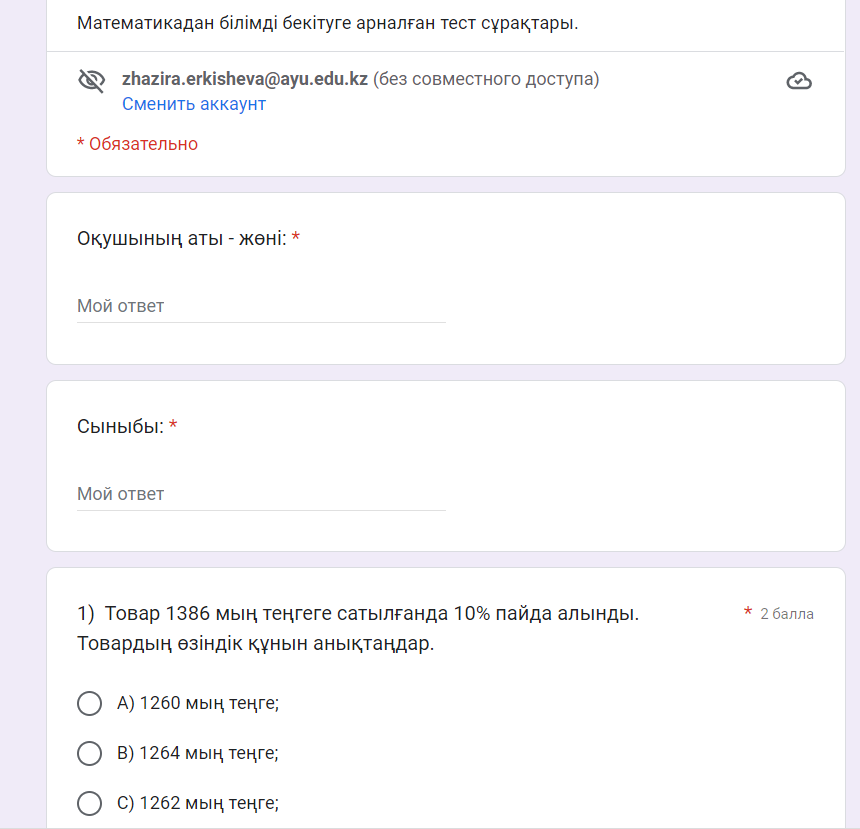 Математикадан білімді бекітуге арналған тест сұрақтары.
zhazira.erkisheva@ayu.edu.kz (без совместного доступа)
Сменить аккаунт
* Обязательно
Оқушының аты - жөні: *
Мой ответ
Сыныбы: *
Мой ответ
1) Товар 1386 мың теңгеге сатылғанда 10% пайда алынды. * 2 балла
Товардың өзіндік құнын анықтаңдар.
А) 1260 мың теңге;
В) 1264 мың теңге;
С) 1262 мың теңге;